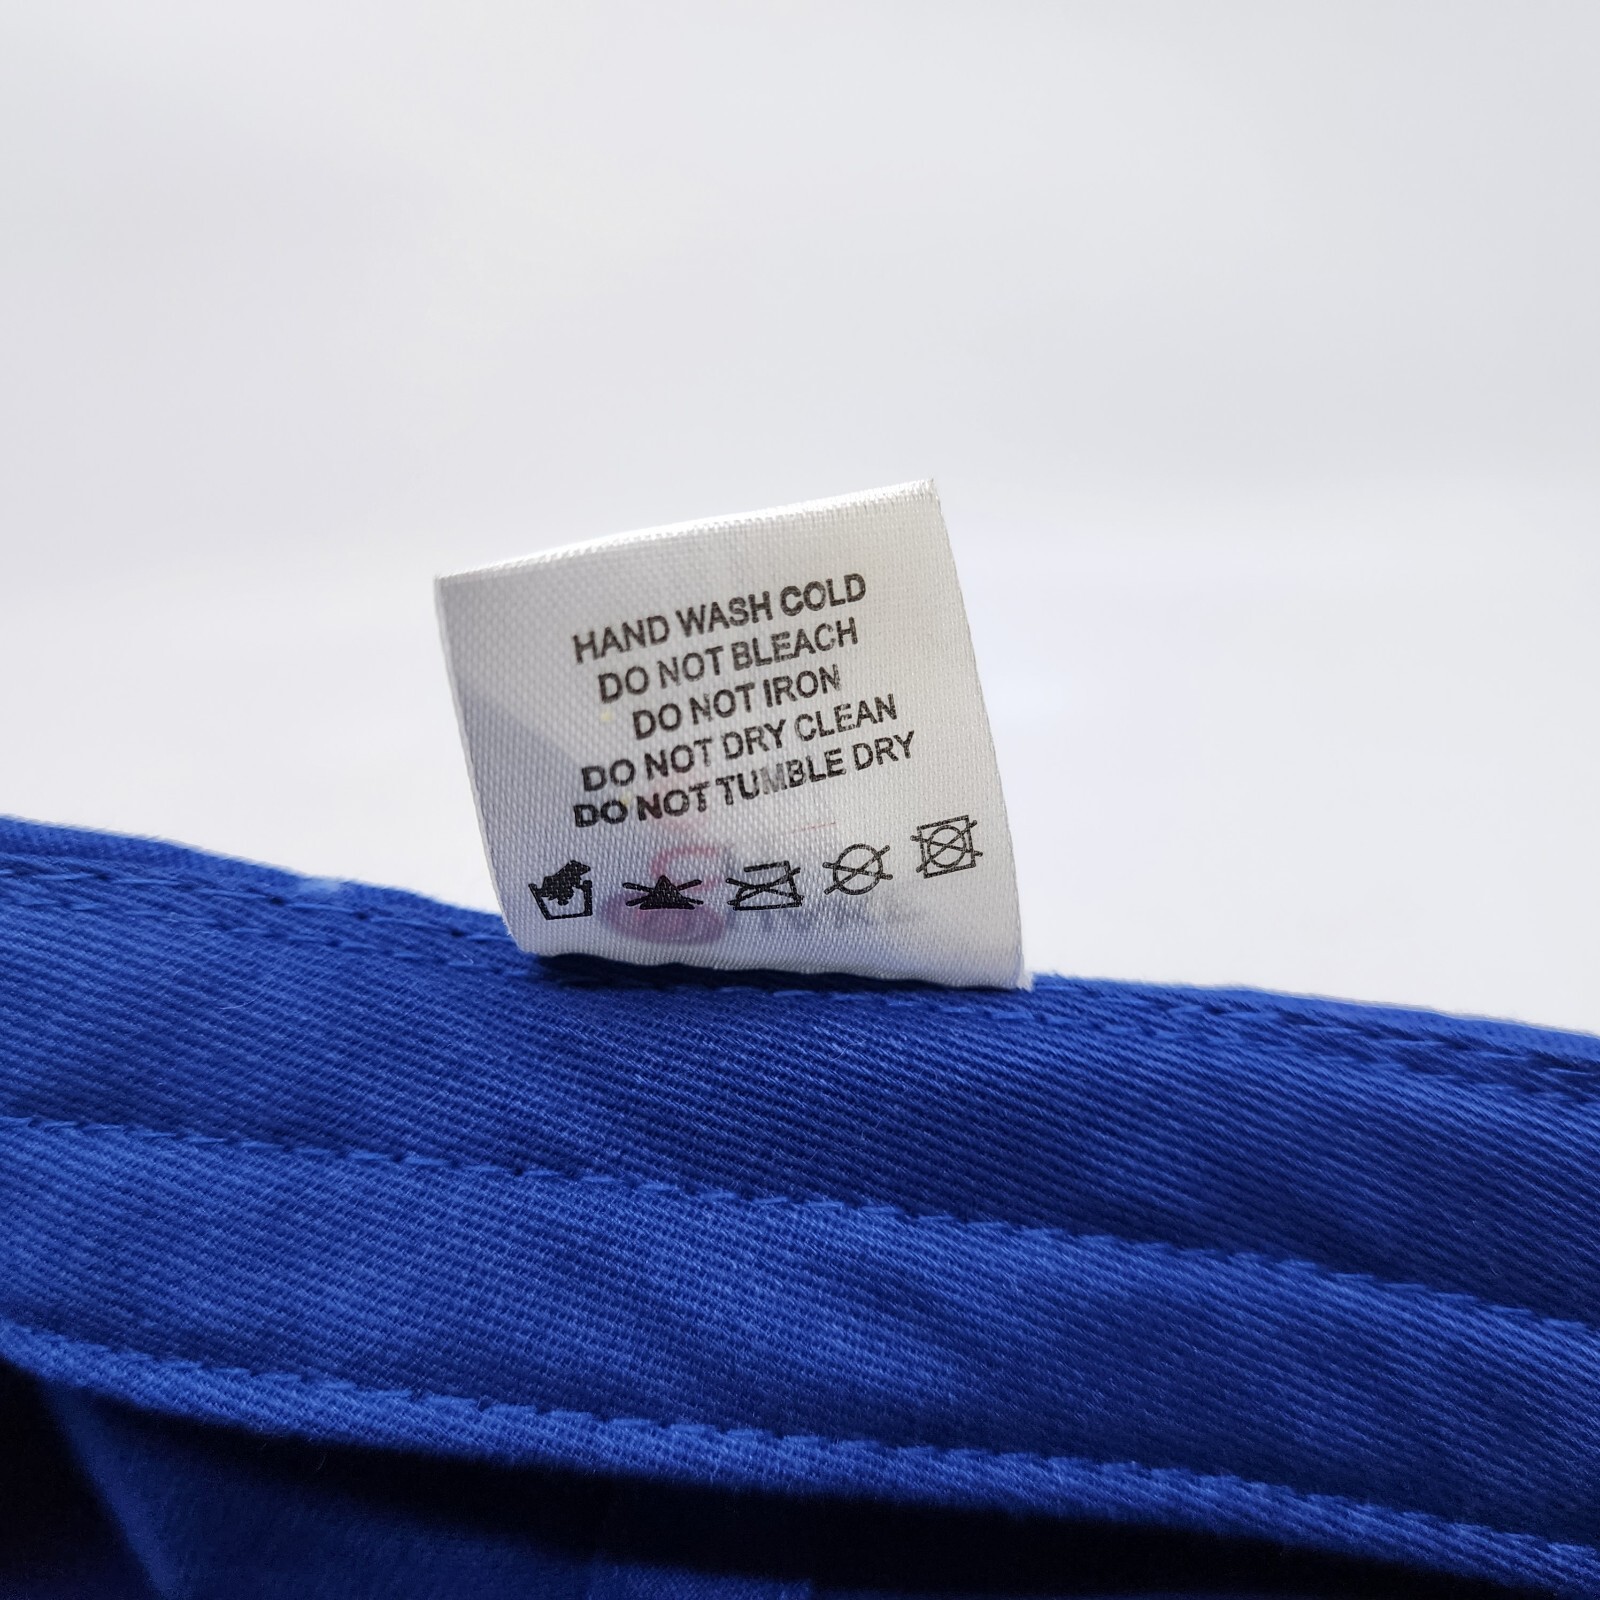 HAND WASH COLD
DO NOT BLEACH
DO NOT IRON
DO NOT DRY CLEAN
DO NOT TUMBLE DRY